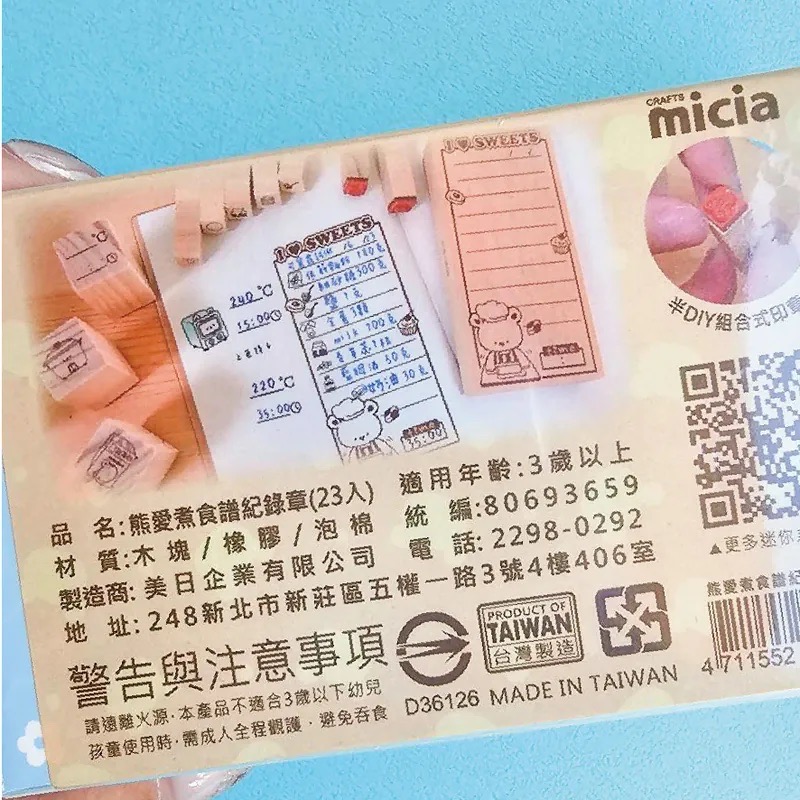 CRAFTS
micia
I ♥ SWEETS
I ♥ SWEETS
240 °C
15:00
220 °C
35:00
milk 100克
35:00
※DIY組合式印章
▲更多迷你
品 名:熊愛煮食譜紀錄章(23入)
適用年齡:3歲以上
材 質:木塊/橡膠/泡棉
統 編:80693659
製造商:美日企業有限公司
電 話:2298-0292
地 址:248新北市新莊區五權一路3號4樓406室
熊愛煮食譜紀
4 711552
警告與注意事項
請遠離火源·本產品不適合3歲以下幼兒
孩童使用時·需成人全程觀護·避免吞食
D36126
PRODUCT OF
TAIWAN
台灣製造
MADE IN TAIWAN